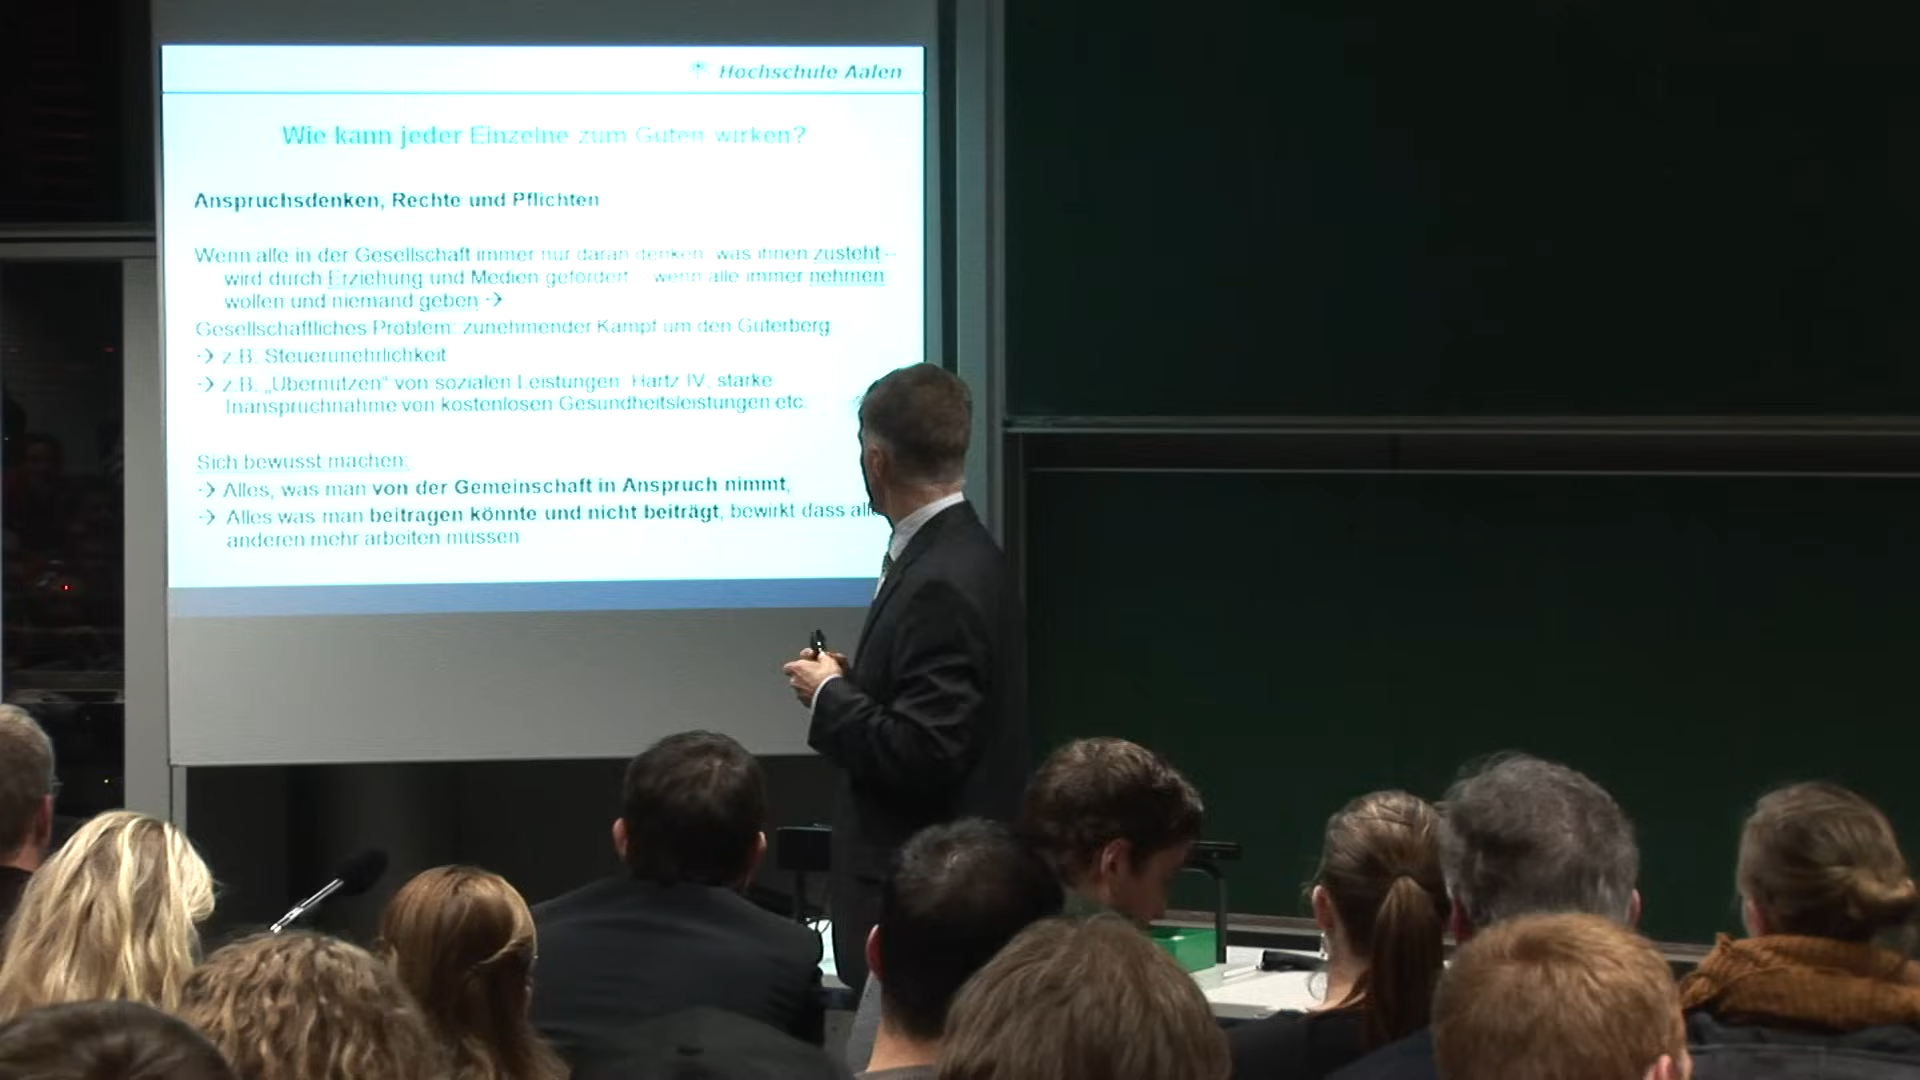 Hochschule Aalen
Wie kann jeder Einzelne zum Guten wirken?
Anspruchsdenken, Rechte und Pflichten
Wenn alle in der Gesellschaft immer nur daran denken, was ihnen zusteht –
wird durch Erziehung und Medien gefördert – wenn alle immer nehmen
wollen und niemand geben →
Gesellschaftliches Problem: zunehmender Kampf um den Güterberg
→ z.B. Steuerunehrlichkeit
→ z.B. „Übernutzen“ von sozialen Leistungen: Hartz IV, starke
Inanspruchnahme von kostenlosen Gesundheitsleistungen etc.
Sich bewusst machen:
→ Alles, was man von der Gemeinschaft in Anspruch nimmt,
→ Alles was man beitragen könnte und nicht beiträgt, bewirkt dass
anderen mehr arbeiten müssen